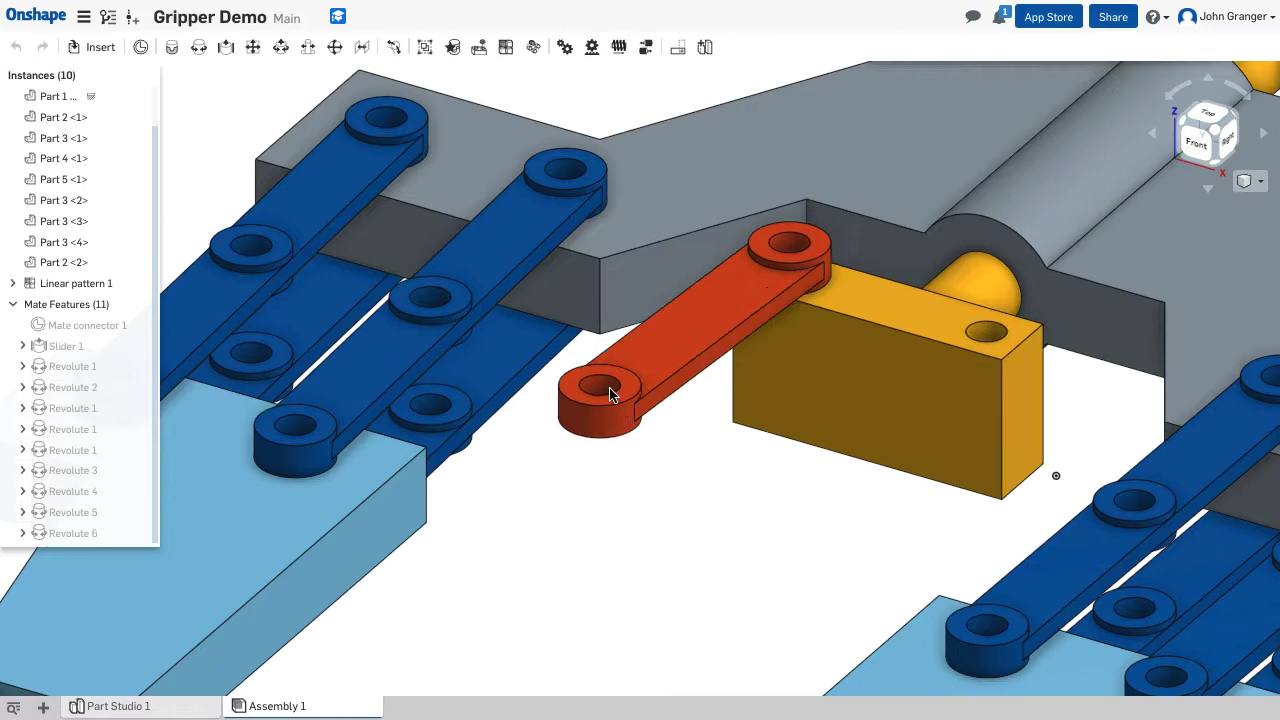 Onshape Gripper Demo Main 1 App Store Share John Granger
Insert
Instances (10)
Part 1 ...
Part 2 <1>
Part 3 <1>
Part 4 <1>
Part 5 <1>
Part 3 <2>
Part 3 <3>
Part 3 <4>
Part 2 <2>
Linear pattern 1
Mate Features (11)
Mate connector 1
Slider 1
Revolute 1
Revolute 2
Revolute 1
Revolute 1
Revolute 1
Revolute 3
Revolute 4
Revolute 5
Revolute 6
Z
Top
Front
Right
X
Part Studio 1
Assembly 1